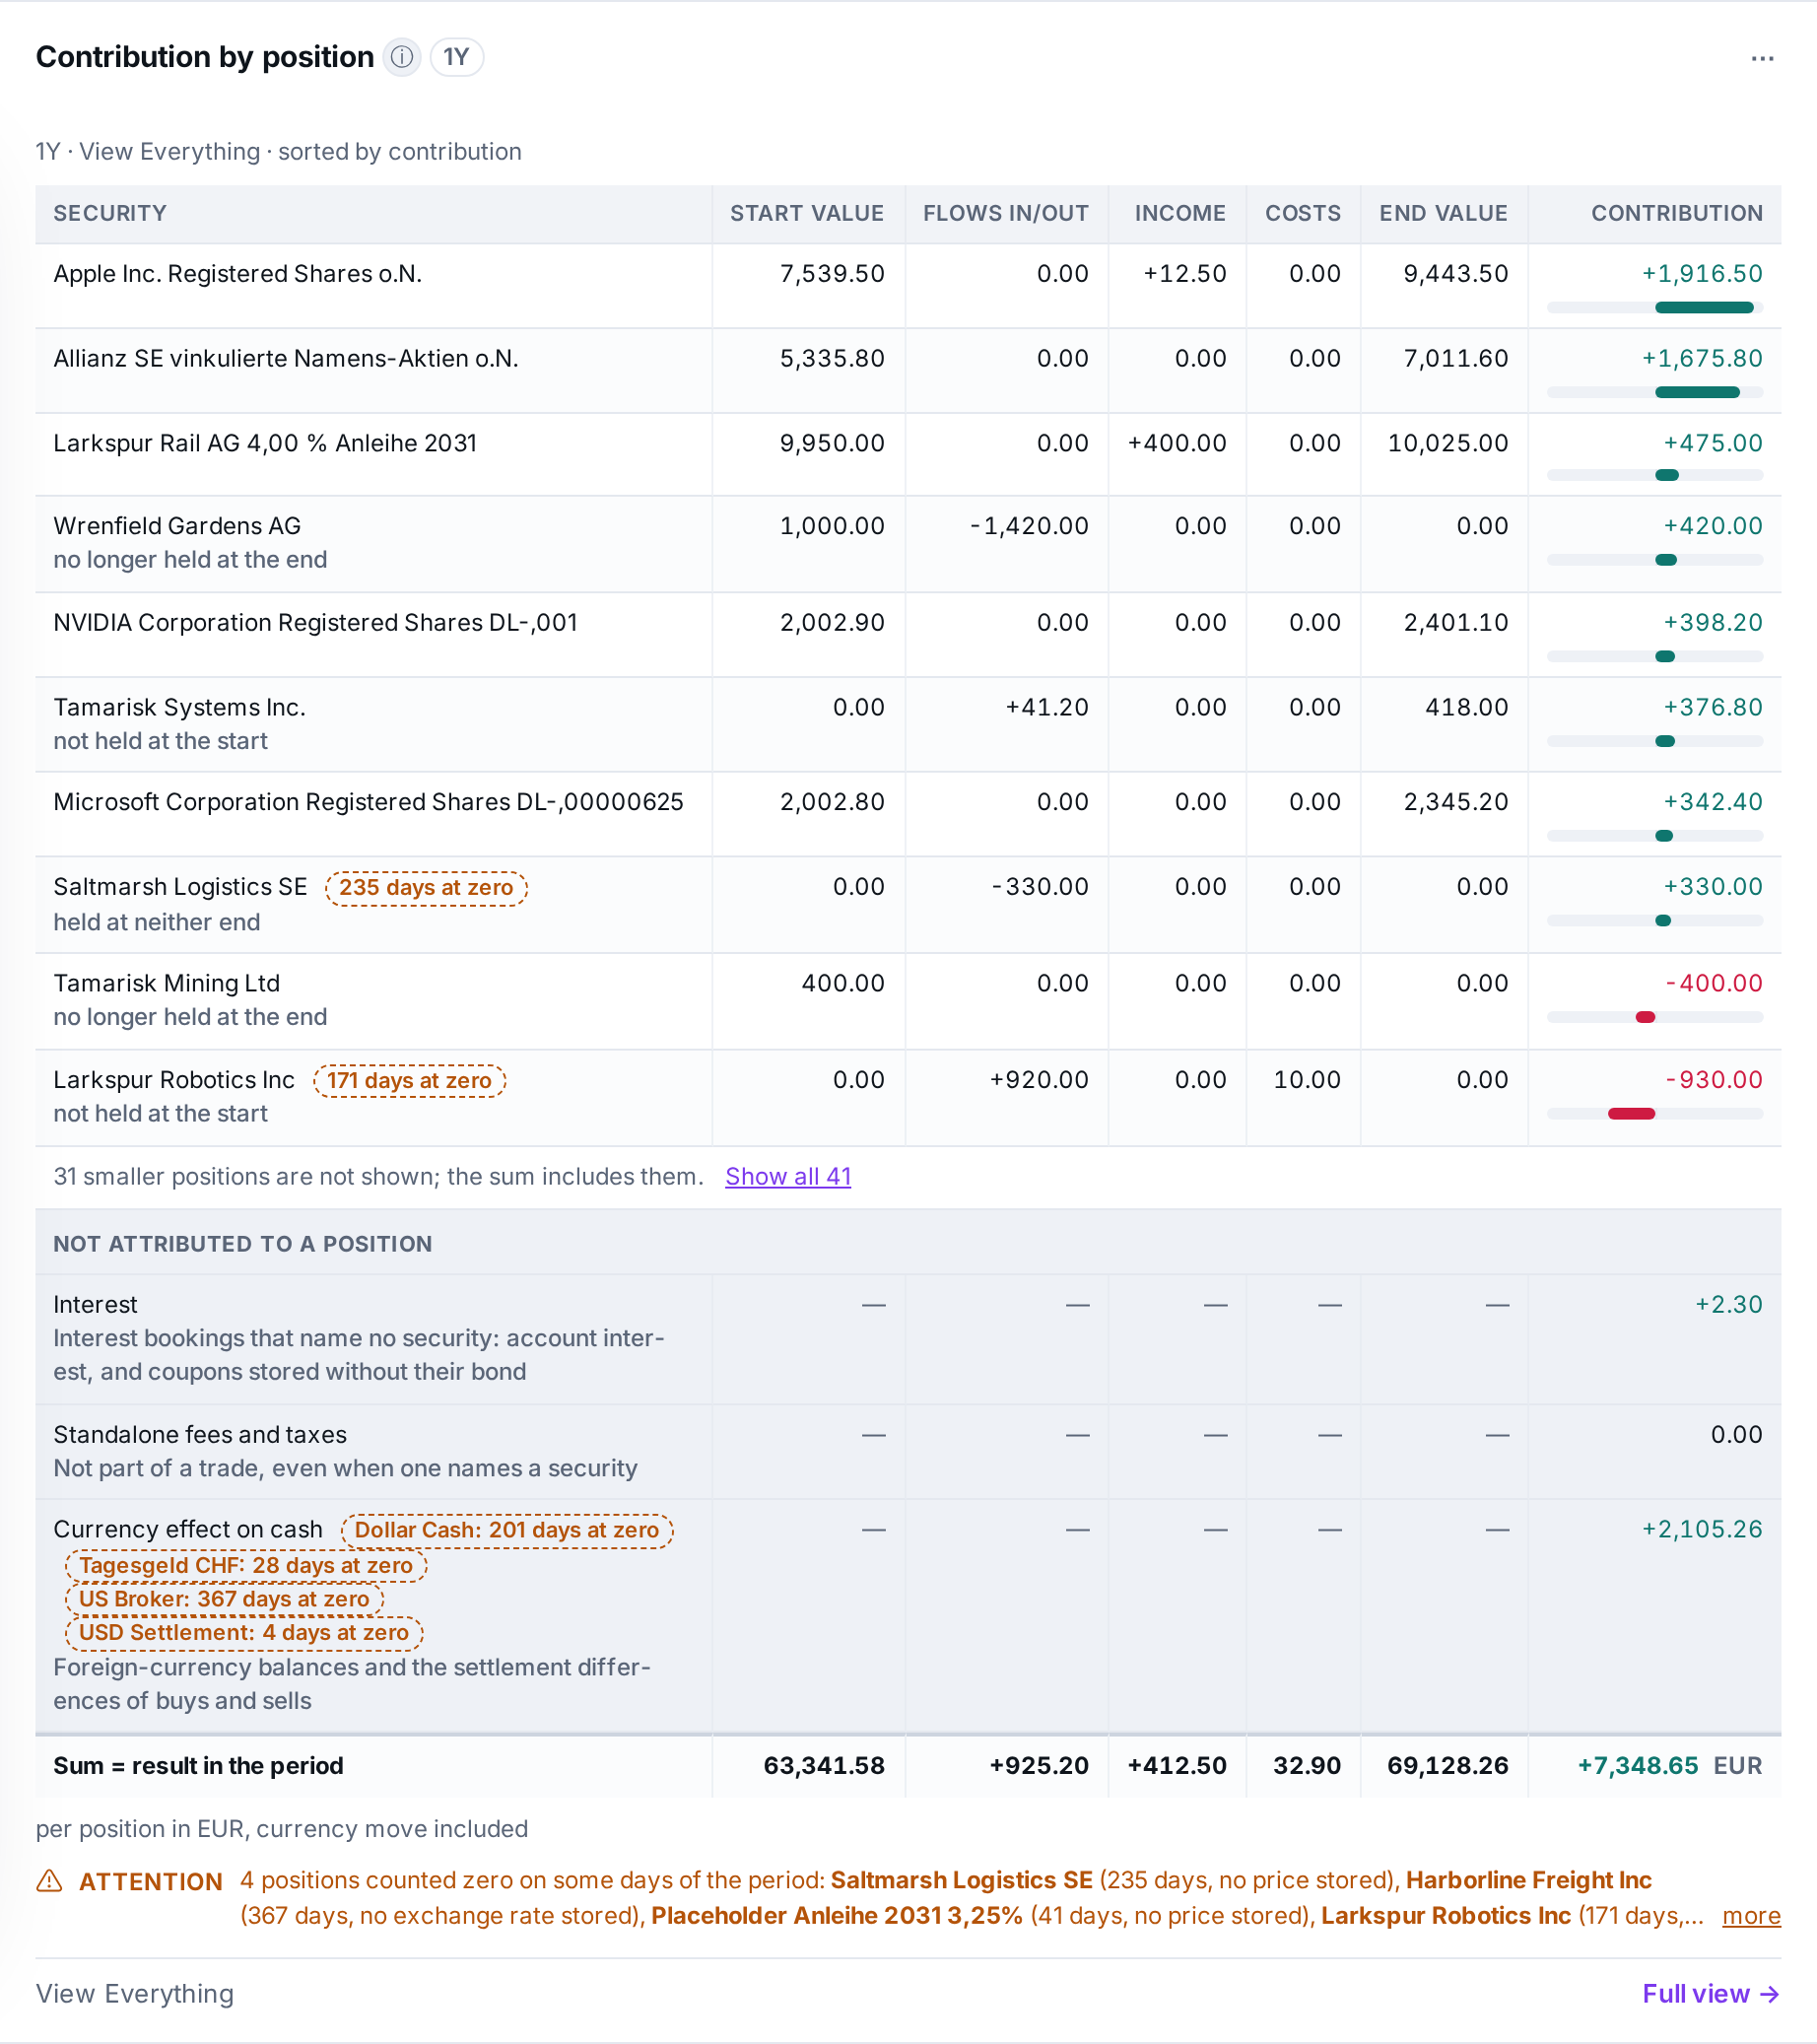 Contribution by position ⓘ 1Y ...
1Y · View Everything · sorted by contribution
SECURITY START VALUE FLOWS IN/OUT INCOME COSTS END VALUE CONTRIBUTION
Apple Inc. Registered Shares o.N. 7,539.50 0.00 +12.50 0.00 9,443.50 +1,916.50
Allianz SE vinkulierte Namens-Aktien o.N. 5,335.80 0.00 0.00 0.00 7,011.60 +1,675.80
Larkspur Rail AG 4,00 % Anleihe 2031 9,950.00 0.00 +400.00 0.00 10,025.00 +475.00
Wrenfield Gardens AG 1,000.00 -1,420.00 0.00 0.00 0.00 +420.00
no longer held at the end
NVIDIA Corporation Registered Shares DL-,001 2,002.90 0.00 0.00 0.00 2,401.10 +398.20
Tamarisk Systems Inc. 0.00 +41.20 0.00 0.00 418.00 +376.80
not held at the start
Microsoft Corporation Registered Shares DL-,00000625 2,002.80 0.00 0.00 0.00 2,345.20 +342.40
Saltmarsh Logistics SE 235 days at zero 0.00 -330.00 0.00 0.00 0.00 +330.00
held at neither end
Tamarisk Mining Ltd 400.00 0.00 0.00 0.00 0.00 -400.00
no longer held at the end
Larkspur Robotics Inc 171 days at zero 0.00 +920.00 0.00 10.00 0.00 -930.00
not held at the start
31 smaller positions are not shown; the sum includes them. Show all 41
NOT ATTRIBUTED TO A POSITION
Interest — — — — — +2.30
Interest bookings that name no security: account inter-
est, and coupons stored without their bond
Standalone fees and taxes — — — — — 0.00
Not part of a trade, even when one names a security
Currency effect on cash Dollar Cash: 201 days at zero — — — — — +2,105.26
Tagesgeld CHF: 28 days at zero
US Broker: 367 days at zero
USD Settlement: 4 days at zero
Foreign-currency balances and the settlement differ-
ences of buys and sells
Sum = result in the period 63,341.58 +925.20 +412.50 32.90 69,128.26 +7,348.65 EUR
per position in EUR, currency move included
ATTENTION 4 positions counted zero on some days of the period: Saltmarsh Logistics SE (235 days, no price stored), Harborline Freight Inc
(367 days, no exchange rate stored), Placeholder Anleihe 2031 3,25% (41 days, no price stored), Larkspur Robotics Inc (171 days,... more
View Everything Full view →